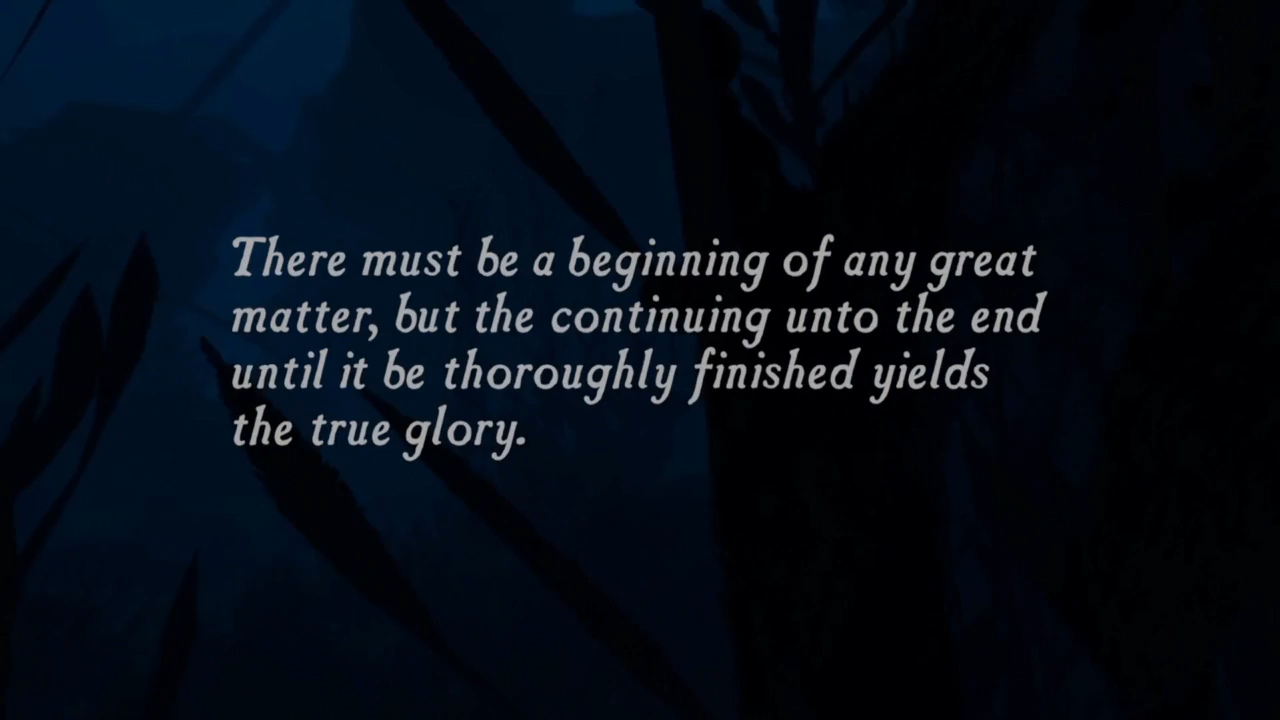 There must be a beginning of any great
matter, but the continuing unto the end
until it be thoroughly finished yields
the true glory.